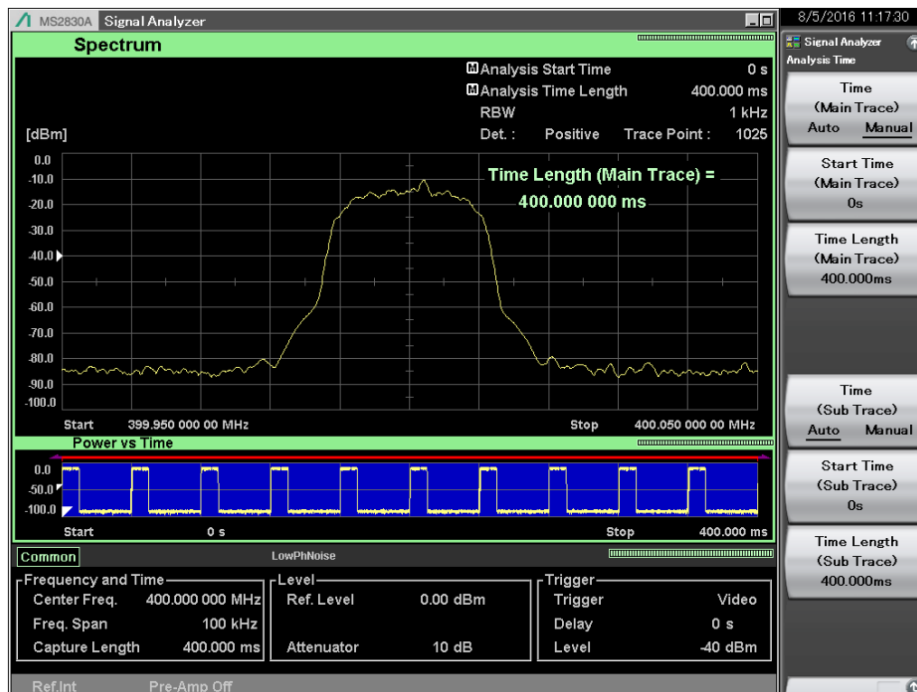 MS2830A Signal Analyzer
8/5/2016 11:17:30
Spectrum
M Analysis Start Time 0 s
M Analysis Time Length 400.000 ms
RBW 1 kHz
[dBm] Det. : Positive Trace Point : 1025
0.0
-10.0
-20.0
-30.0
-40.0
-50.0
-60.0
-70.0
-80.0
-90.0
-100.0
Time Length (Main Trace) =
400.000 000 ms
Start 399.950 000 00 MHz Stop 400.050 000 00 MHz
Power vs Time
0.0
-50.0
-100.0
Start 0 s Stop 400.000 ms
Common LowPhNoise
Frequency and Time
Center Freq. 400.000 000 MHz
Freq. Span 100 kHz
Capture Length 400.000 ms
Level
Ref. Level 0.00 dBm
Attenuator 10 dB
Trigger
Trigger Video
Delay 0 s
Level -40 dBm
Ref.Int Pre-Amp Off
Signal Analyzer
Analysis Time
Time
(Main Trace)
Auto Manual
Start Time
(Main Trace)
0s
Time Length
(Main Trace)
400.000ms
Time
(Sub Trace)
Auto Manual
Start Time
(Sub Trace)
0s
Time Length
(Sub Trace)
400.000ms